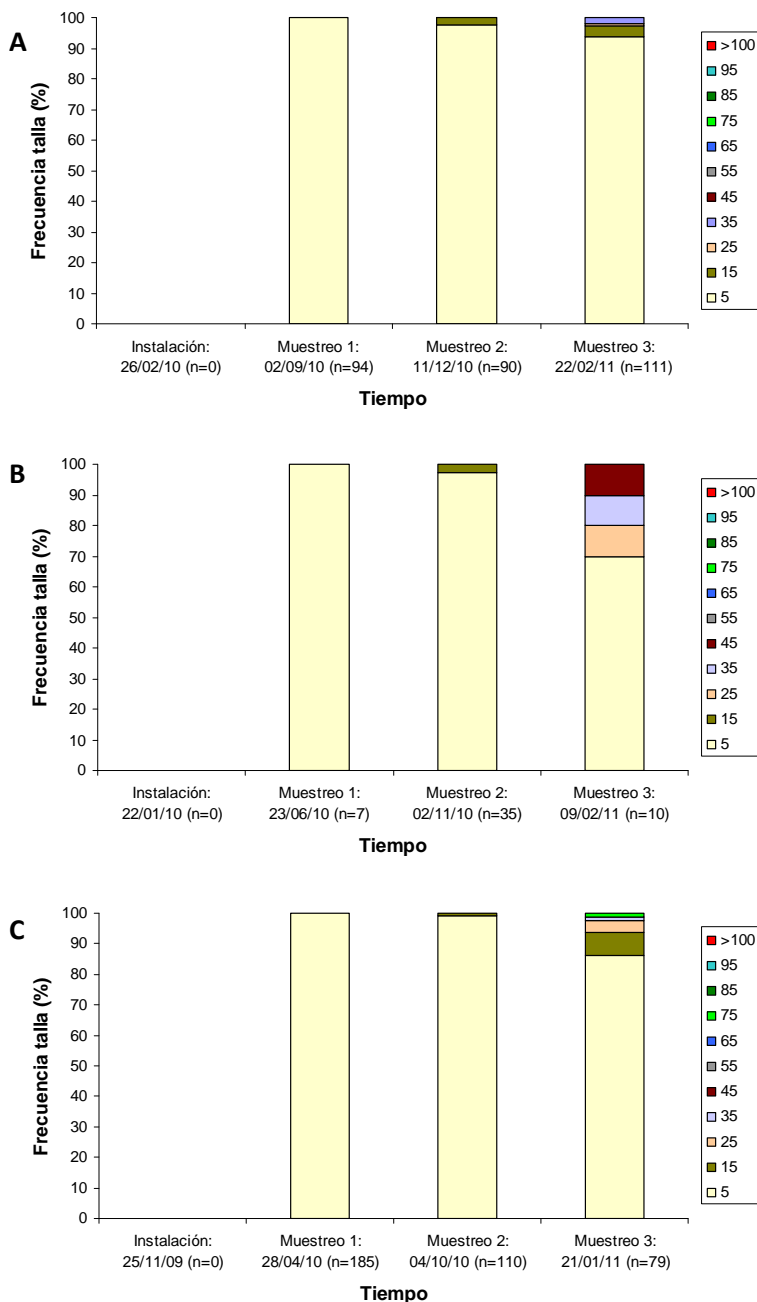 A
Frecuencia talla (%)
100
90
80
70
60
50
40
30
20
10
0
Instalación:
26/02/10 (n=0)
Muestreo 1:
02/09/10 (n=94)
Muestreo 2:
11/12/10 (n=90)
Muestreo 3:
22/02/11 (n=111)
Tiempo
>100
95
85
75
65
55
45
35
25
15
5
B
Frecuencia talla (%)
100
90
80
70
60
50
40
30
20
10
0
Instalación:
22/01/10 (n=0)
Muestreo 1:
23/06/10 (n=7)
Muestreo 2:
02/11/10 (n=35)
Muestreo 3:
09/02/11 (n=10)
Tiempo
>100
95
85
75
65
55
45
35
25
15
5
C
Frecuencia talla (%)
100
90
80
70
60
50
40
30
20
10
0
Instalación:
25/11/09 (n=0)
Muestreo 1:
28/04/10 (n=185)
Muestreo 2:
04/10/10 (n=110)
Muestreo 3:
21/01/11 (n=79)
Tiempo
>100
95
85
75
65
55
45
35
25
15
5